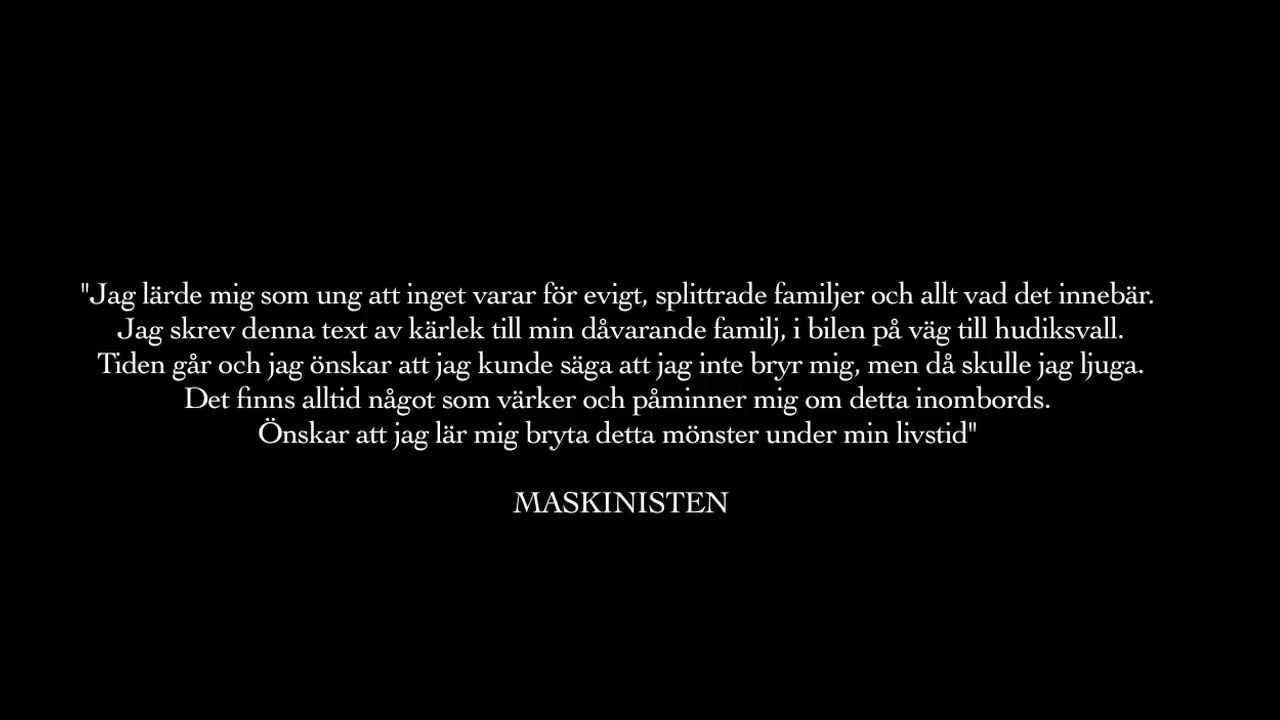 "Jag lärde mig som ung att inget varar för evigt, splittrade familjer och allt vad det innebär.
Jag skrev denna text av kärlek till min dåvarande familj, i bilen på väg till hudiksvall.
Tiden går och jag önskar att jag kunde säga att jag inte bryr mig, men då skulle jag ljuga.
Det finns alltid något som värker och påminner mig om detta inombords.
Önskar att jag lär mig bryta detta mönster under min livstid"
MASKINISTEN